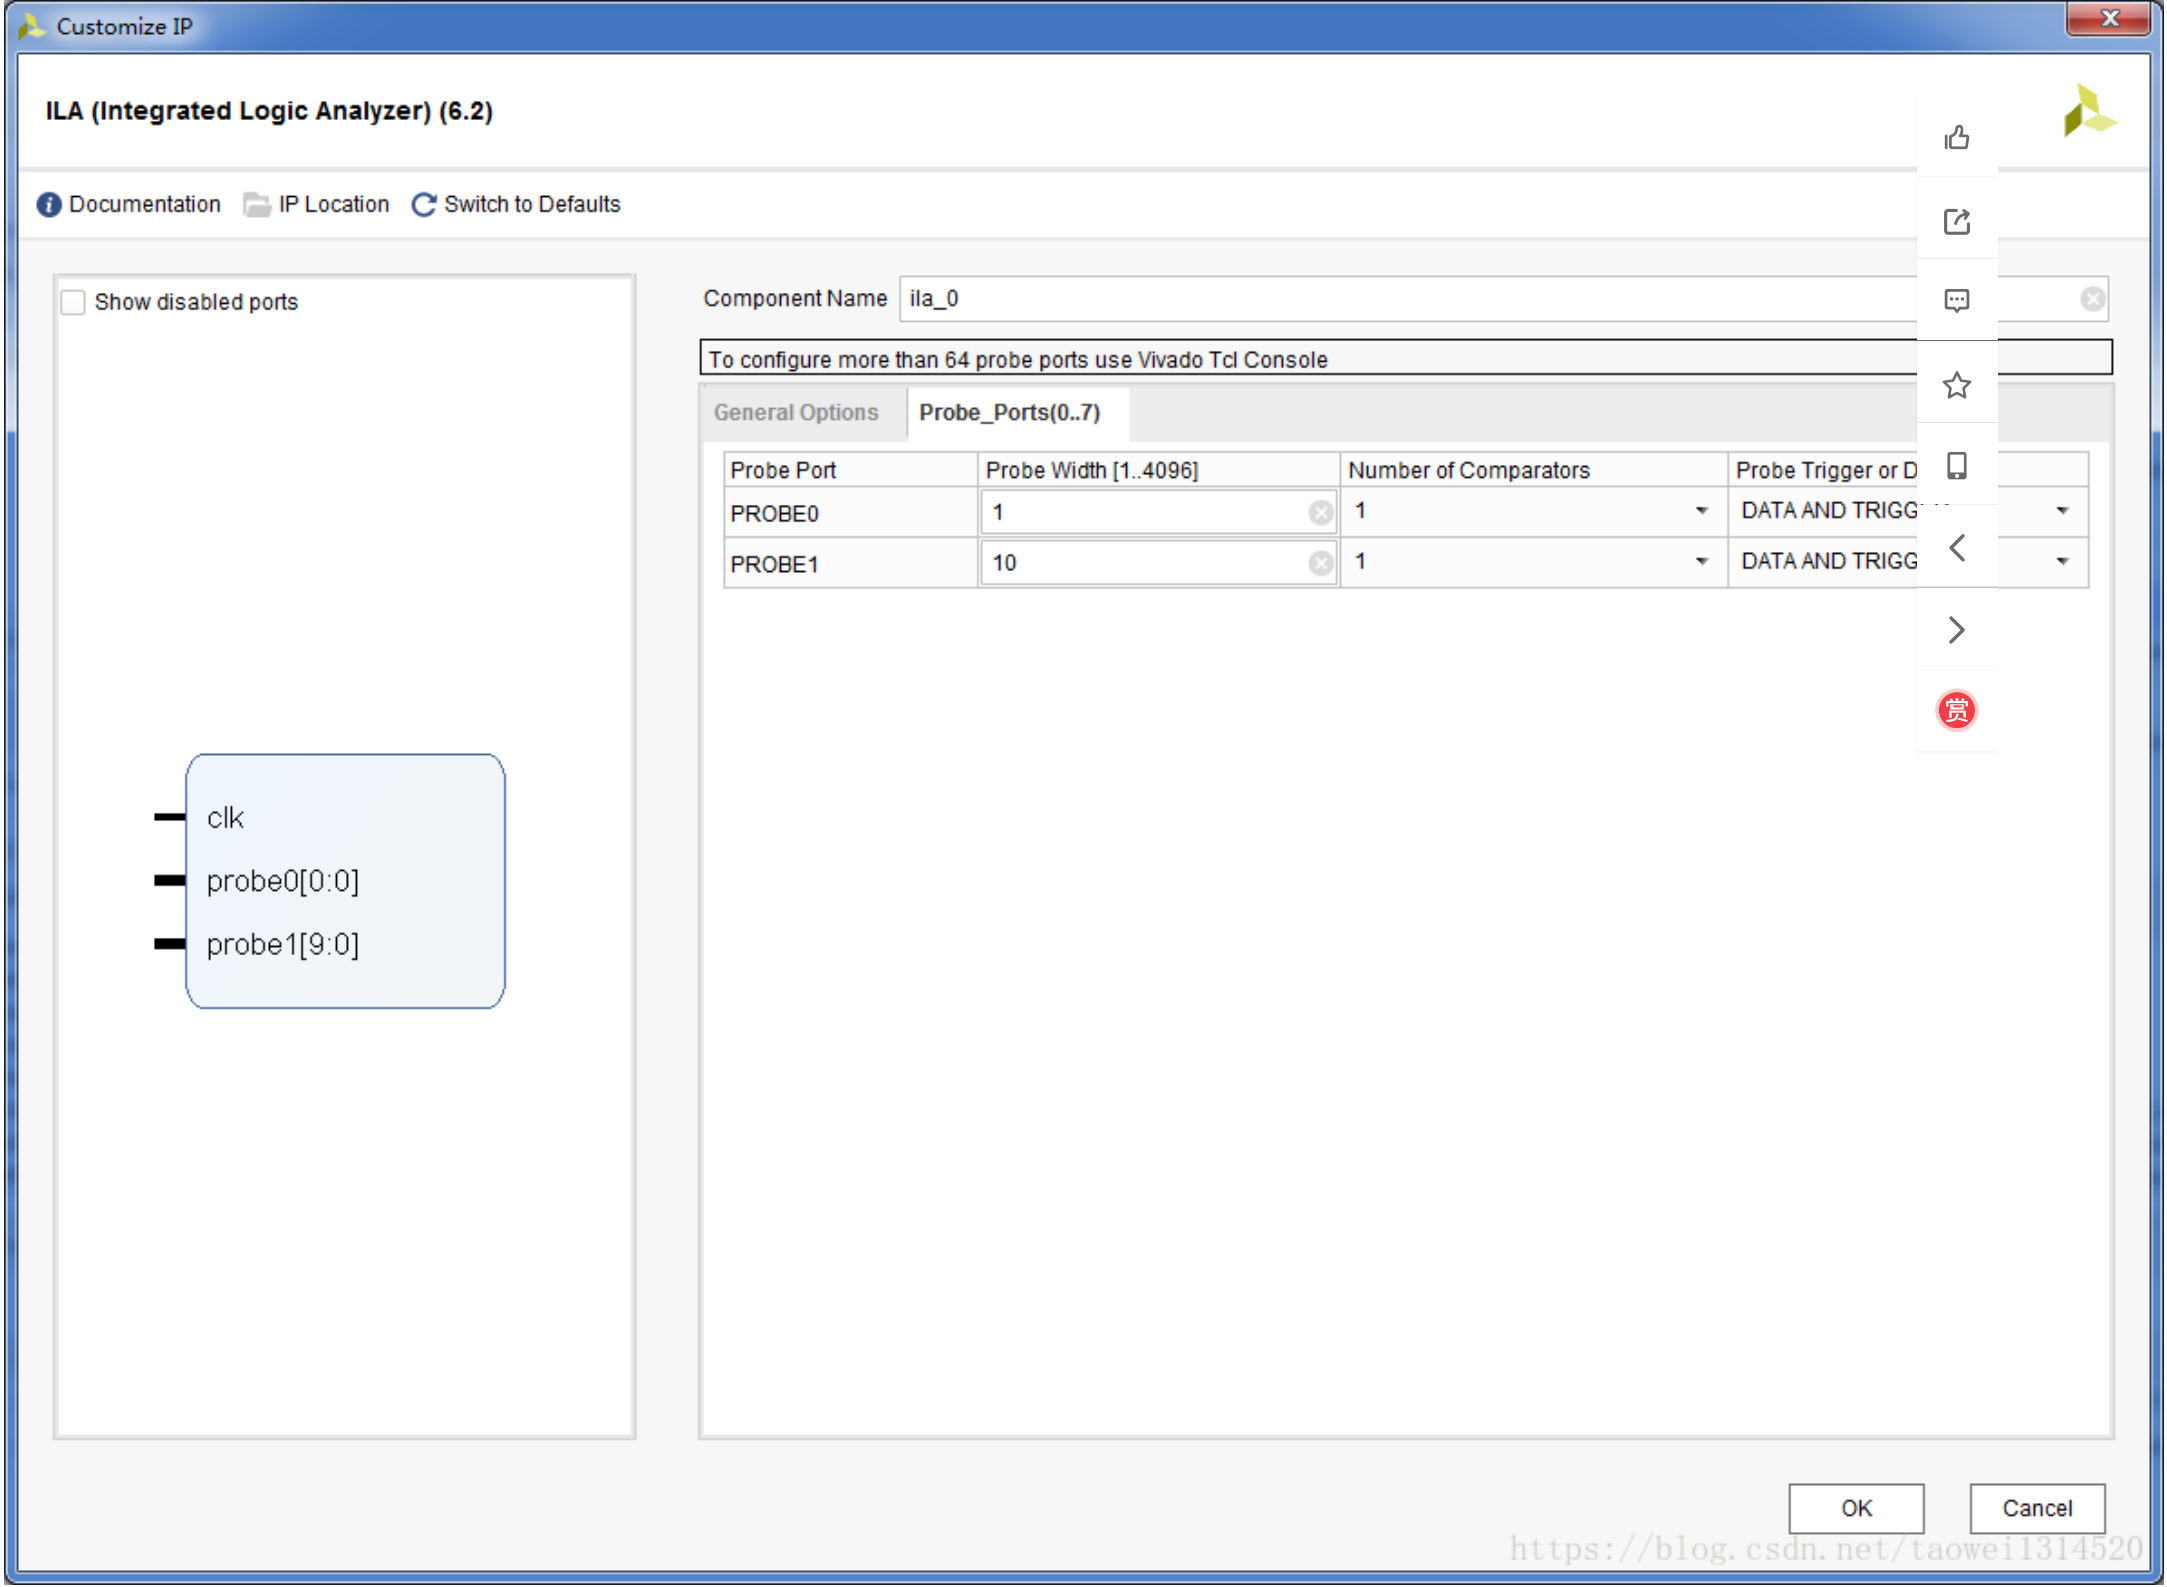 Customize IP
ILA (Integrated Logic Analyzer) (6.2)
Documentation IP Location Switch to Defaults
Show disabled ports
clk
probe0[0:0]
probe1[9:0]
Component Name ila_0
To configure more than 64 probe ports use Vivado Tcl Console
General Options Probe_Ports(0..7)
Probe Port Probe Width [1..4096] Number of Comparators Probe Trigger or D
PROBE0 1 1 DATA AND TRIGG
PROBE1 10 1 DATA AND TRIGG
赏
OK Cancel
https://blog.csdn.net/taowei1314520